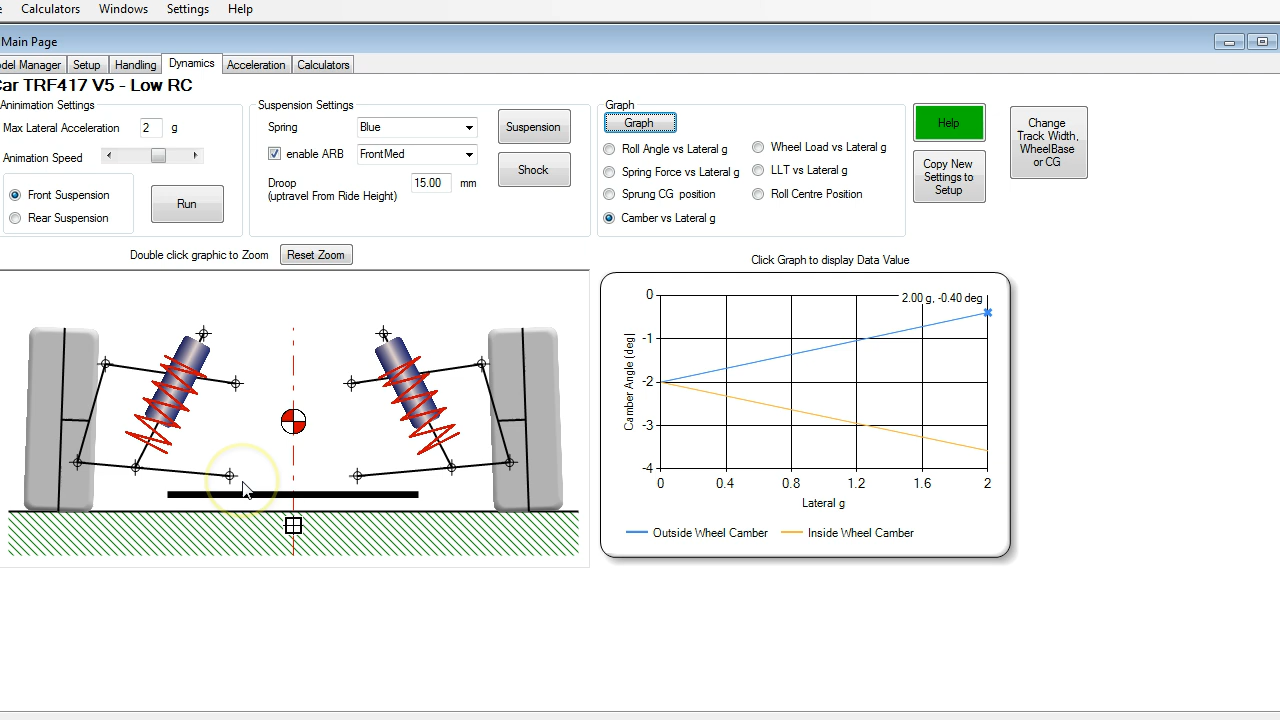 e Calculators Windows Settings Help
Main Page
odel Manager Setup Handling Dynamics Acceleration Calculators
Car TRF417 V5 - Low RC
Aninimation Settings
Max Lateral Acceleration 2 g
Animation Speed
Front Suspension
Rear Suspension
Run
Suspension Settings
Spring Blue
enable ARB FrontMed
Droop 15.00 mm
(uptravel From Ride Height)
Suspension
Shock
Graph
Graph
Roll Angle vs Lateral g
Spring Force vs Lateral g
Sprung CG position
Camber vs Lateral g
Wheel Load vs Lateral g
LLT vs Lateral g
Roll Centre Position
Help
Copy New
Settings to
Setup
Change
Track Width,
WheelBase
or CG
Double click graphic to Zoom Reset Zoom
Click Graph to display Data Value
2.00 g, -0.40 deg
Camber Angle (deg)
0
-1
-2
-3
-4
0 0.4 0.8 1.2 1.6 2
Lateral g
Outside Wheel Camber Inside Wheel Camber